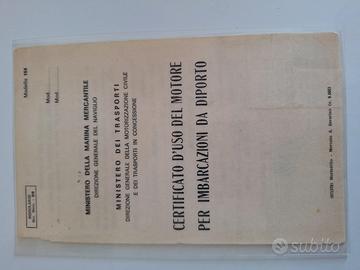 Modello 184
Mod.
Mod.
MINISTERO DELLA MARINA MERCANTILE
DIREZIONE GENERALE DEL NAVIGLIO
MINISTERO DEI TRASPORTI
DIREZIONE GENERALE DELLA MOTORIZZAZIONE CIVILE
E DEI TRASPORTI IN CONCESSIONE
CERTIFICATO D'USO DEL MOTORE
PER IMBARCAZIONI DA DIPORTO
subito